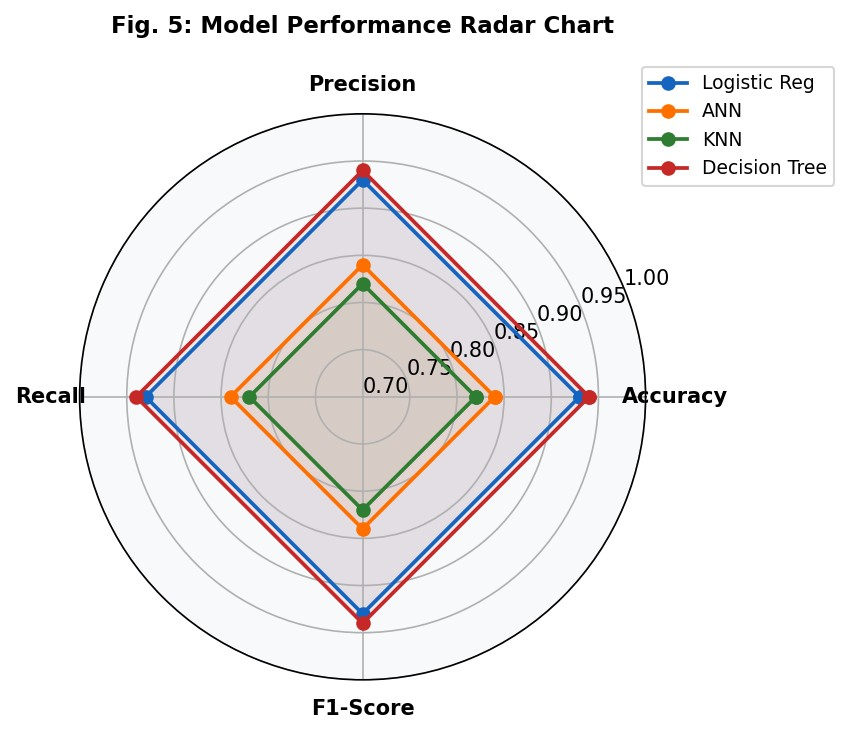 Fig. 5: Model Performance Radar Chart
Precision
Logistic Reg
ANN
KNN
Decision Tree
1.00
0.95
0.90
0.85
0.80
0.75
0.70
Recall
Accuracy
F1-Score